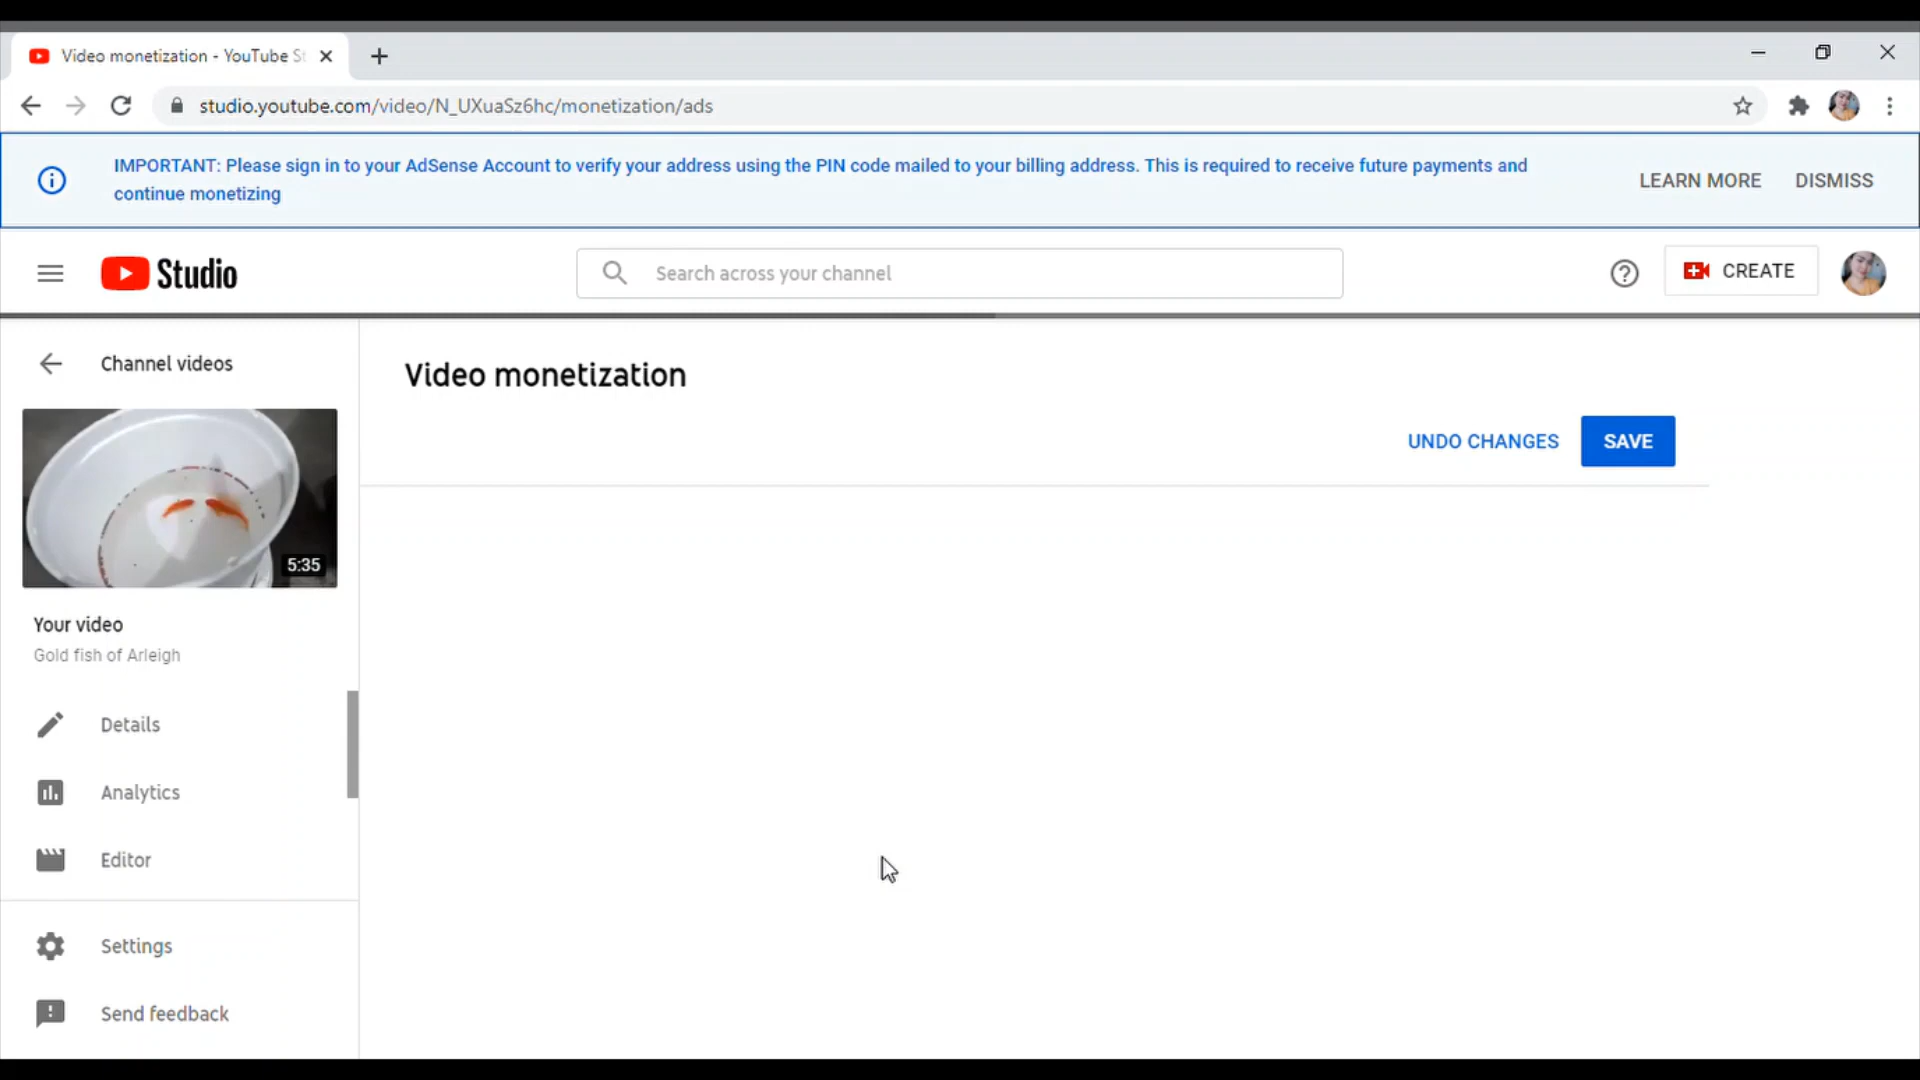 Video monetization - YouTube St
studio.youtube.com/video/N_UXuaSz6hc/monetization/ads
IMPORTANT: Please sign in to your AdSense Account to verify your address using the PIN code mailed to your billing address. This is required to receive future payments and
continue monetizing
LEARN MORE
DISMISS
Studio
Search across your channel
CREATE
Channel videos
Video monetization
UNDO CHANGES
SAVE
5:35
Your video
Gold fish of Arleigh
Details
Analytics
Editor
Settings
Send feedback